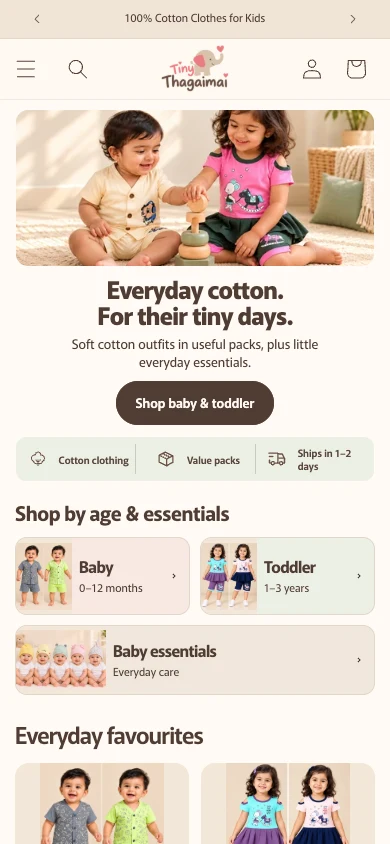 100% Cotton Clothes for Kids
Tiny
Thagaimai
Everyday cotton.
For their tiny days.
Soft cotton outfits in useful packs, plus little
everyday essentials.
Shop baby & toddler
Cotton clothing
Value packs
Ships in 1–2
days
Shop by age & essentials
Baby
0–12 months
Toddler
1–3 years
Baby essentials
Everyday care
Everyday favourites